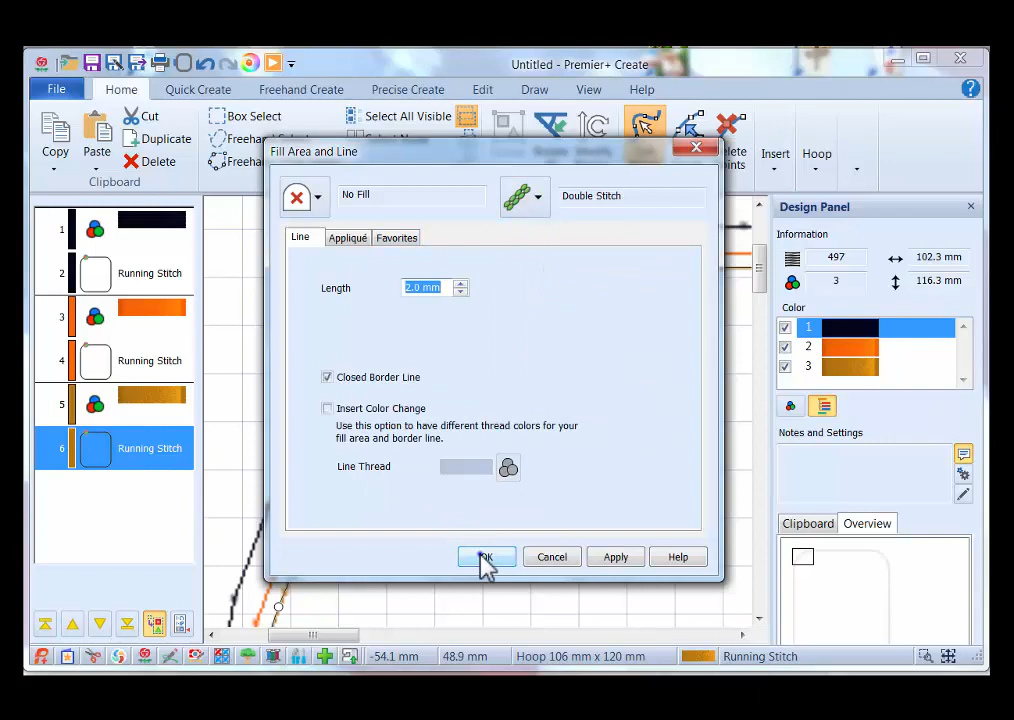 Untitled - Premier+ Create
File Home Quick Create Freehand Create Precise Create Edit Draw View Help
Cut
Box Select
Select All Visible
Duplicate
Freehand
Copy
Paste
Delete
Freeh
Points
Insert
Hoop
Clipboard
Fill Area and Line
No Fill
Double Stitch
Line
Appliqué
Favorites
Length
2.0 mm
Closed Border Line
Insert Color Change
Use this option to have different thread colors for your
fill area and border line.
Line Thread
OK
Cancel
Apply
Help
1
2 Running Stitch
3
4 Running Stitch
5
6 Running Stitch
Design Panel
Information
497 102.3 mm
3 116.3 mm
Color
1
2
3
Notes and Settings
Clipboard Overview
-54.1 mm 48.9 mm Hoop 106 mm x 120 mm Running Stitch